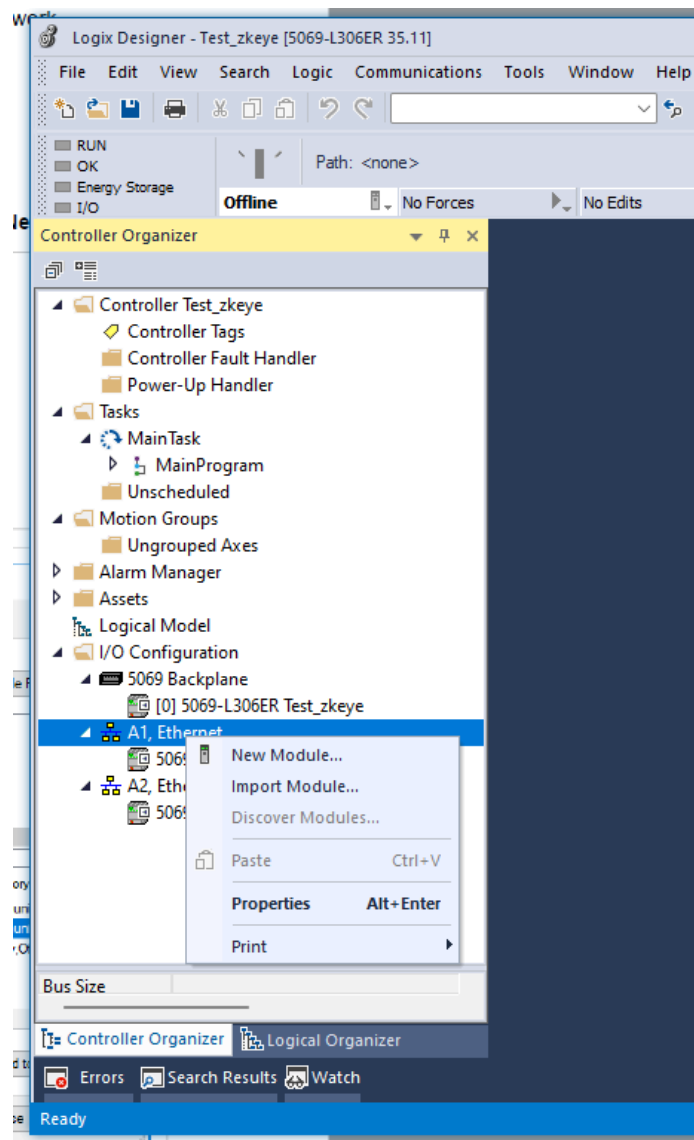 Logix Designer - Test_zkeye [5069-L306ER 35.11]
File Edit View Search Logic Communications Tools Window Help
RUN
OK
Energy Storage
I/O
Path: <none>
Offline
No Forces
No Edits
Controller Organizer
Controller Test_zkeye
Controller Tags
Controller Fault Handler
Power-Up Handler
Tasks
MainTask
MainProgram
Unscheduled
Motion Groups
Ungrouped Axes
Alarm Manager
Assets
Logical Model
I/O Configuration
5069 Backplane
[0] 5069-L306ER Test_zkeye
A1, Ethernet
506
A2, Eth
506
New Module...
Import Module...
Discover Modules...
Paste Ctrl+V
Properties Alt+Enter
Print
Bus Size
Controller Organizer
Logical Organizer
Errors Search Results Watch
Ready